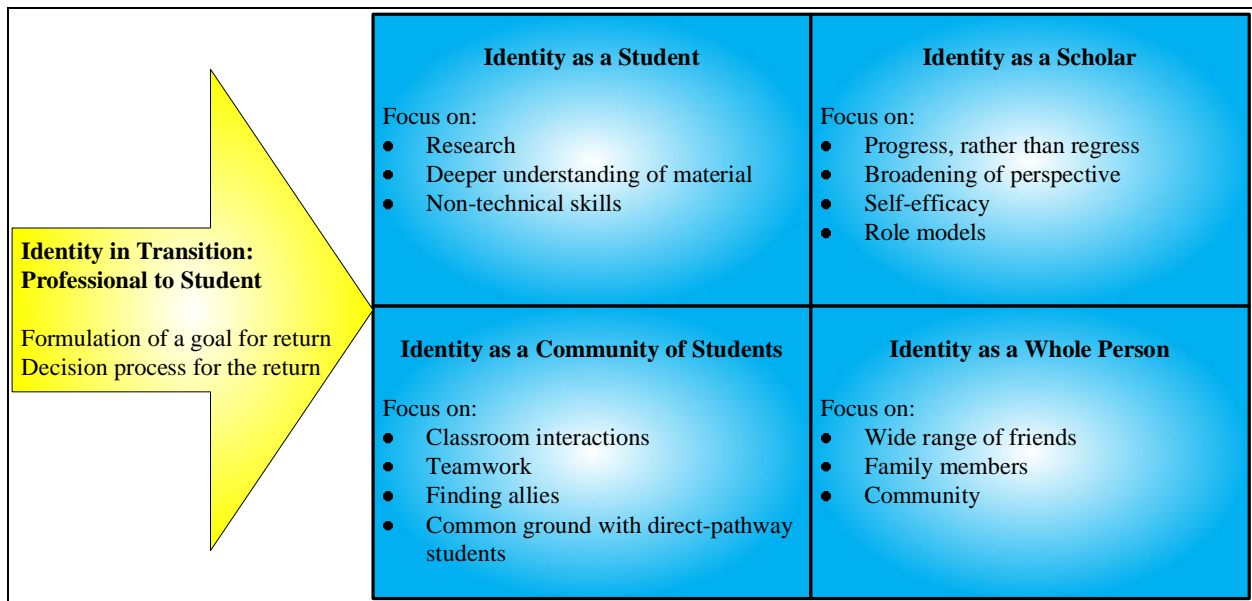 Identity in Transition:
Professional to Student
Formulation of a goal for return
Decision process for the return
Identity as a Student
Focus on:
● Research
● Deeper understanding of material
● Non-technical skills
Identity as a Scholar
Focus on:
● Progress, rather than regress
● Broadening of perspective
● Self-efficacy
● Role models
Identity as a Community of Students
Focus on:
● Classroom interactions
● Teamwork
● Finding allies
● Common ground with direct-pathway
students
Identity as a Whole Person
Focus on:
● Wide range of friends
● Family members
● Community